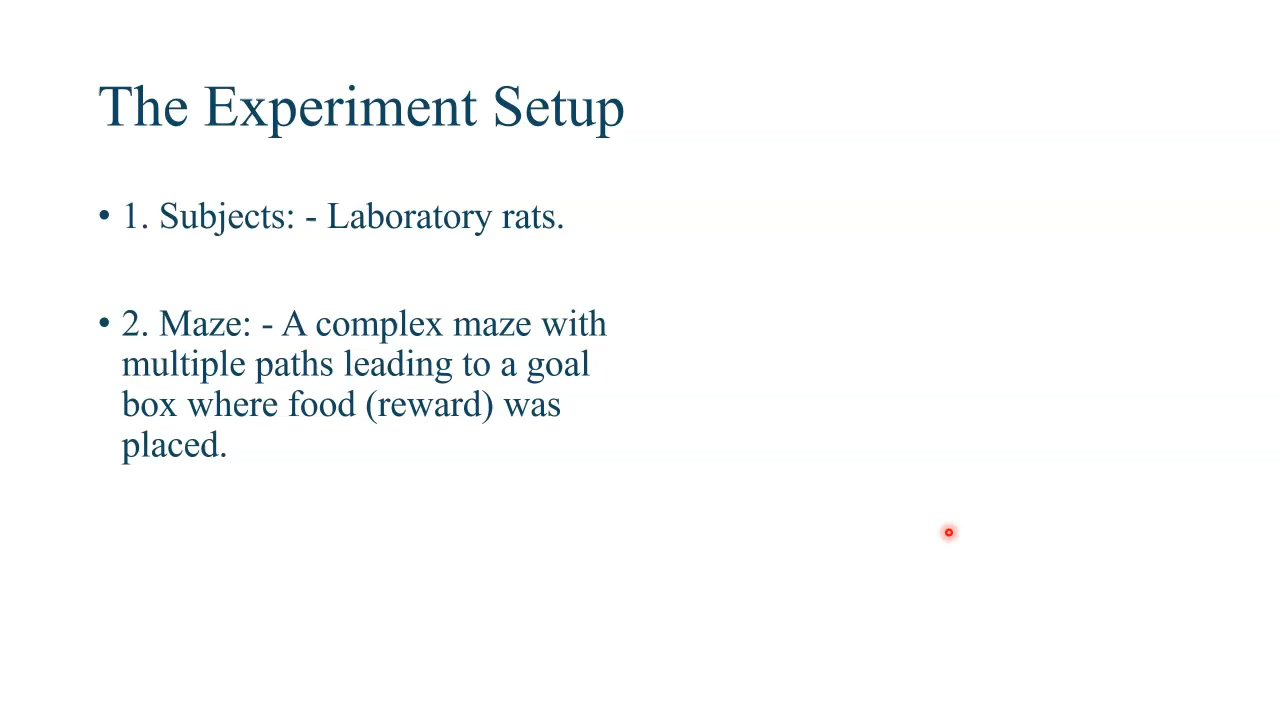 The Experiment Setup
• 1. Subjects: - Laboratory rats.
• 2. Maze: - A complex maze with
multiple paths leading to a goal
box where food (reward) was
placed.